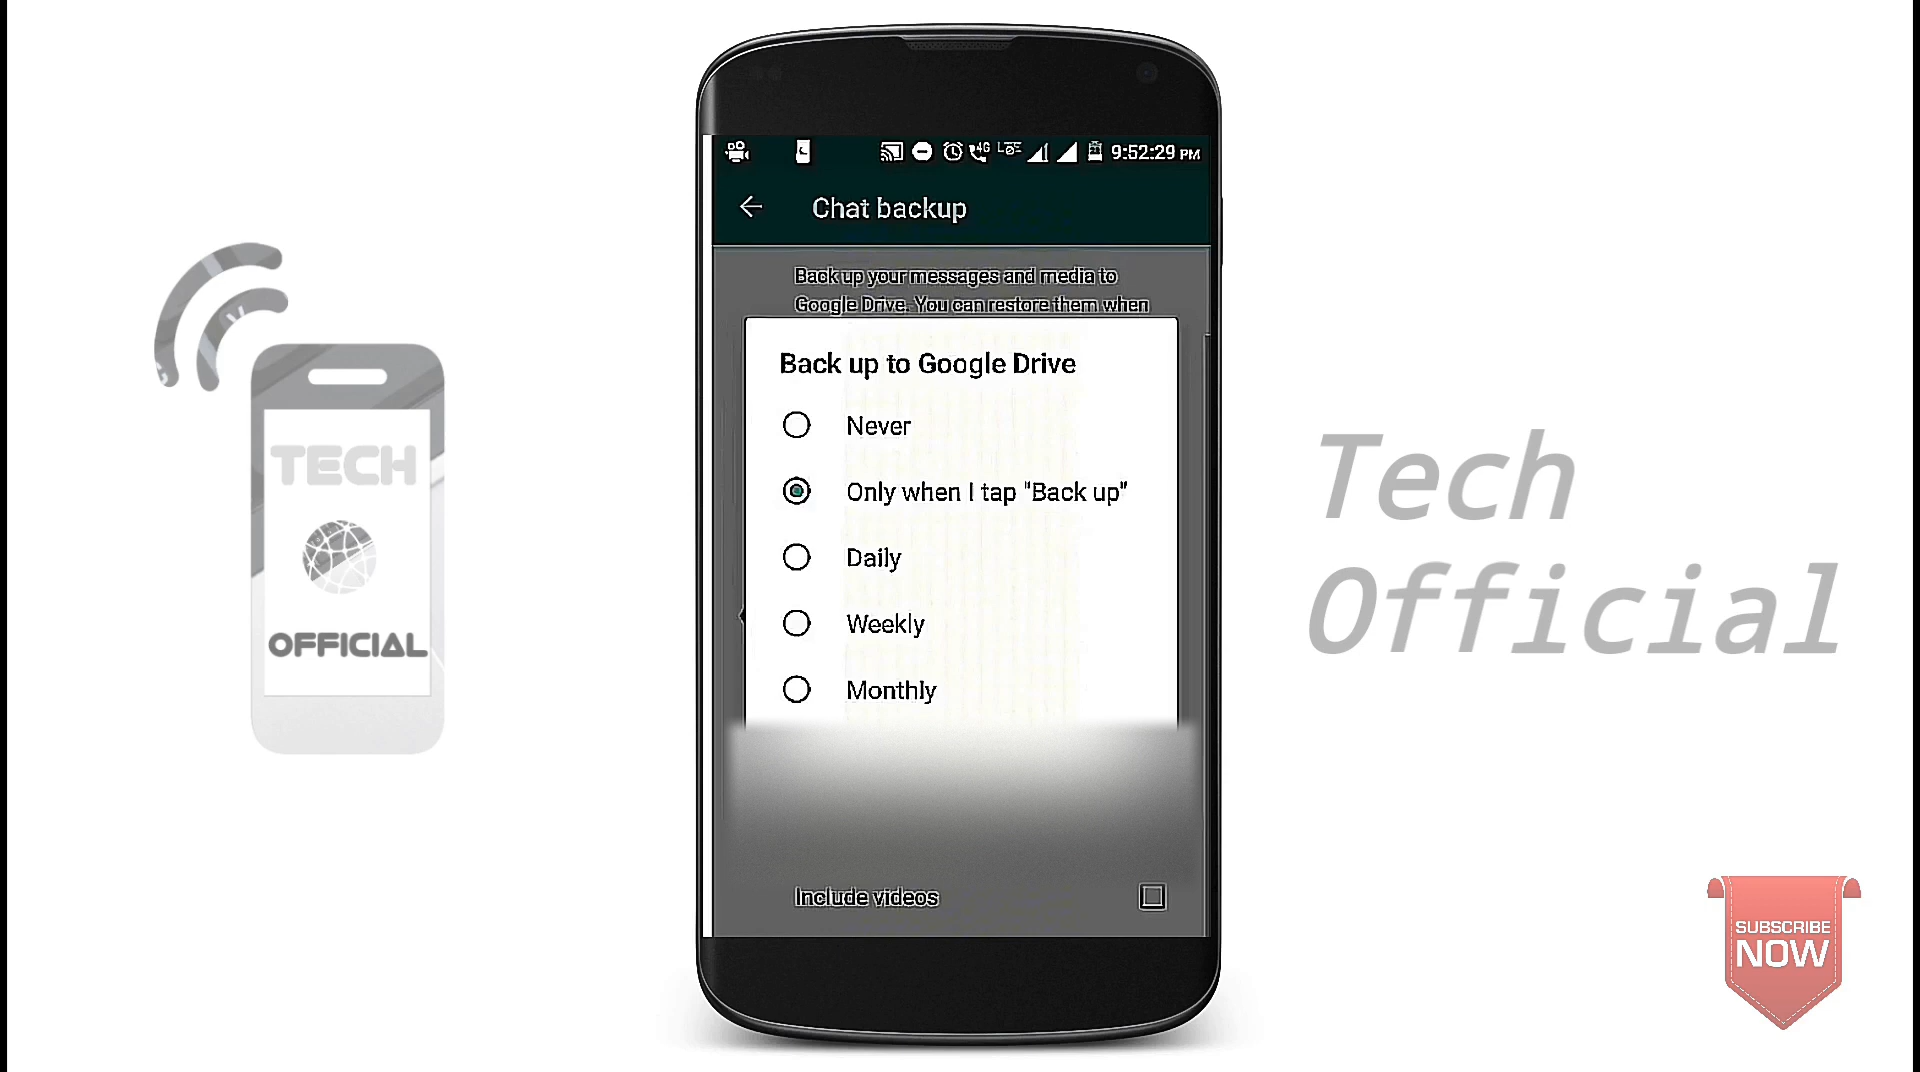 9:52:29 PM
Chat backup
Back up your messages and media to
Google Drive. You can restore them when
Back up to Google Drive
Never
Only when I tap "Back up"
Daily
Weekly
Monthly
Include videos
TECH
OFFICIAL
Tech
Official
SUBSCRIBE
NOW